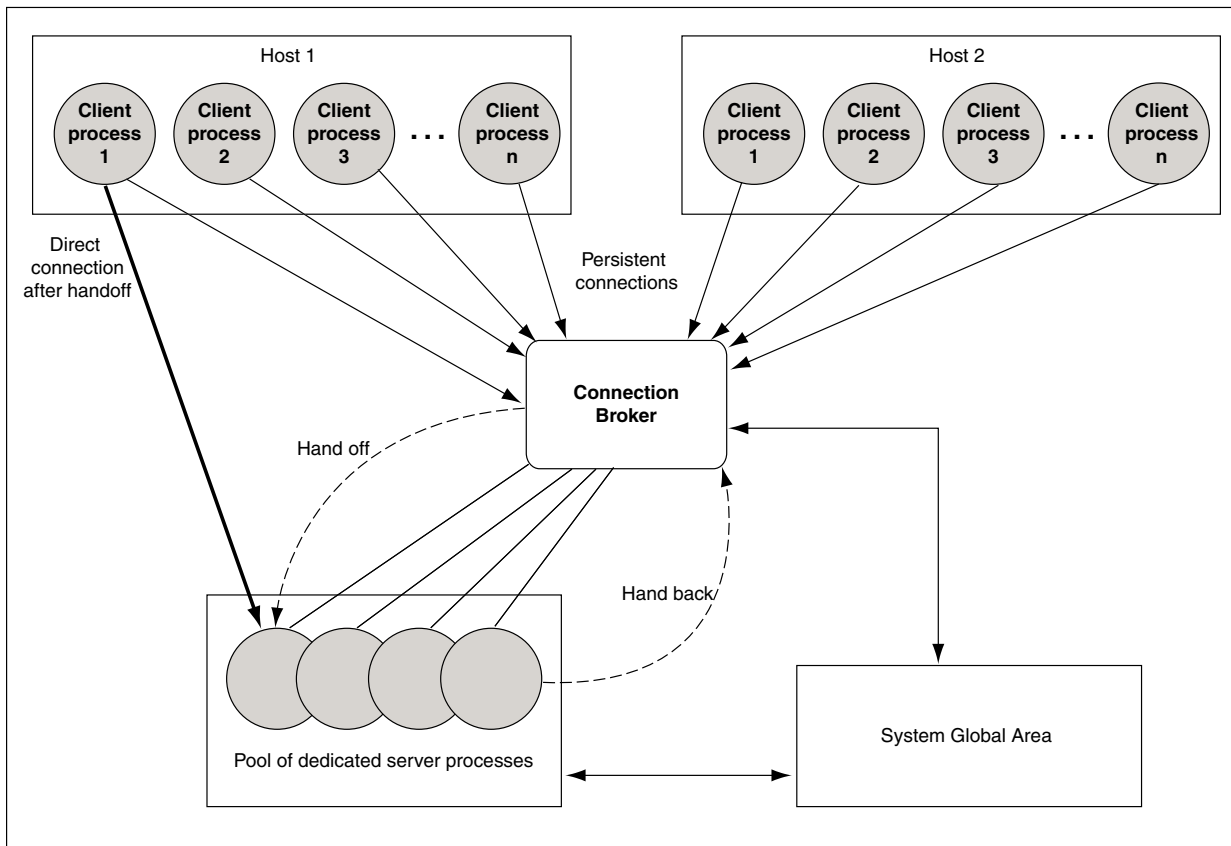 Host 1
Client
process
1
Client
process
2
Client
process
3
...
Client
process
n
Host 2
Client
process
1
Client
process
2
Client
process
3
...
Client
process
n
Direct
connection
after handoff
Persistent
connections
Connection
Broker
Hand off
Hand back
Pool of dedicated server processes
System Global Area